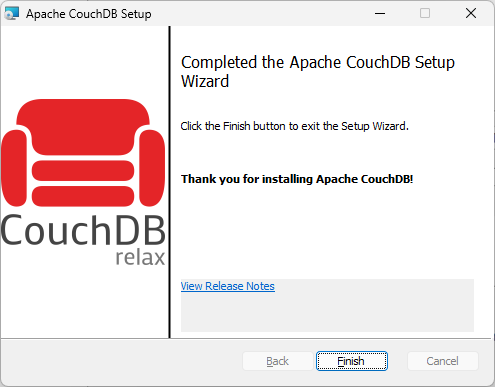 Apache CouchDB Setup
Completed the Apache CouchDB Setup
Wizard
Click the Finish button to exit the Setup Wizard.
Thank you for installing Apache CouchDB!
CouchDB
relax
View Release Notes
Back
Finish
Cancel